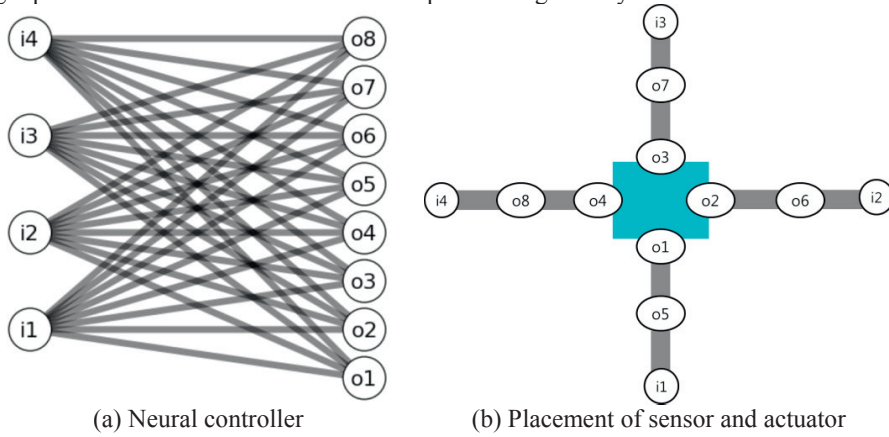 i4
i3
i2
i1
o8
o7
o6
o5
o4
o3
o2
o1
(a) Neural controller
i3
o7
o3
i4 o8 o4 o2 o6 i2
o1
o5
i1
(b) Placement of sensor and actuator